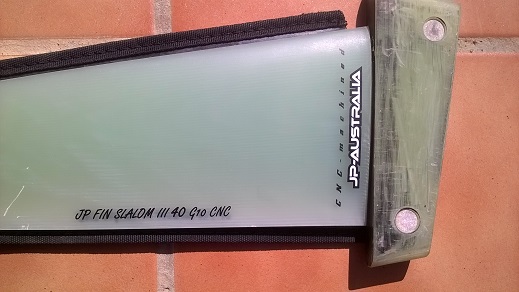 CNC-machined
JP-AUSTRALIA
JP FIN SLALOM III 40 G10 CNC